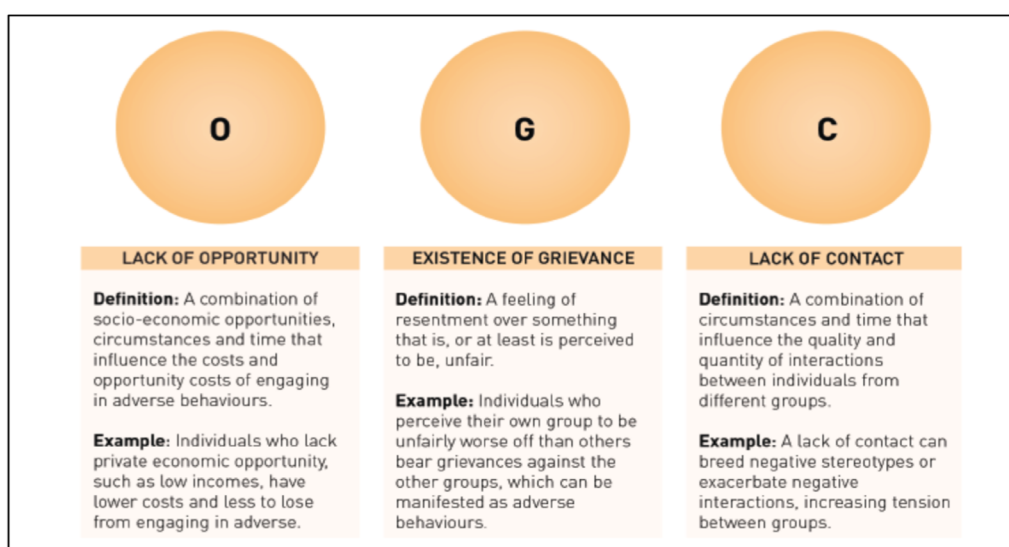 O
G
C
LACK OF OPPORTUNITY
Definition: A combination of
socio-economic opportunities,
circumstances and time that
influence the costs and
opportunity costs of engaging
in adverse behaviours.
Example: Individuals who lack
private economic opportunity,
such as low incomes, have
lower costs and less to lose
from engaging in adverse.
EXISTENCE OF GRIEVANCE
Definition: A feeling of
resentment over something
that is, or at least is perceived
to be, unfair.
Example: Individuals who
perceive their own group to be
unfairly worse off than others
bear grievances against the
other groups, which can be
manifested as adverse
behaviours.
LACK OF CONTACT
Definition: A combination of
circumstances and time that
influence the quality and
quantity of interactions
between individuals from
different groups.
Example: A lack of contact can
breed negative stereotypes or
exacerbate negative
interactions, increasing tension
between groups.